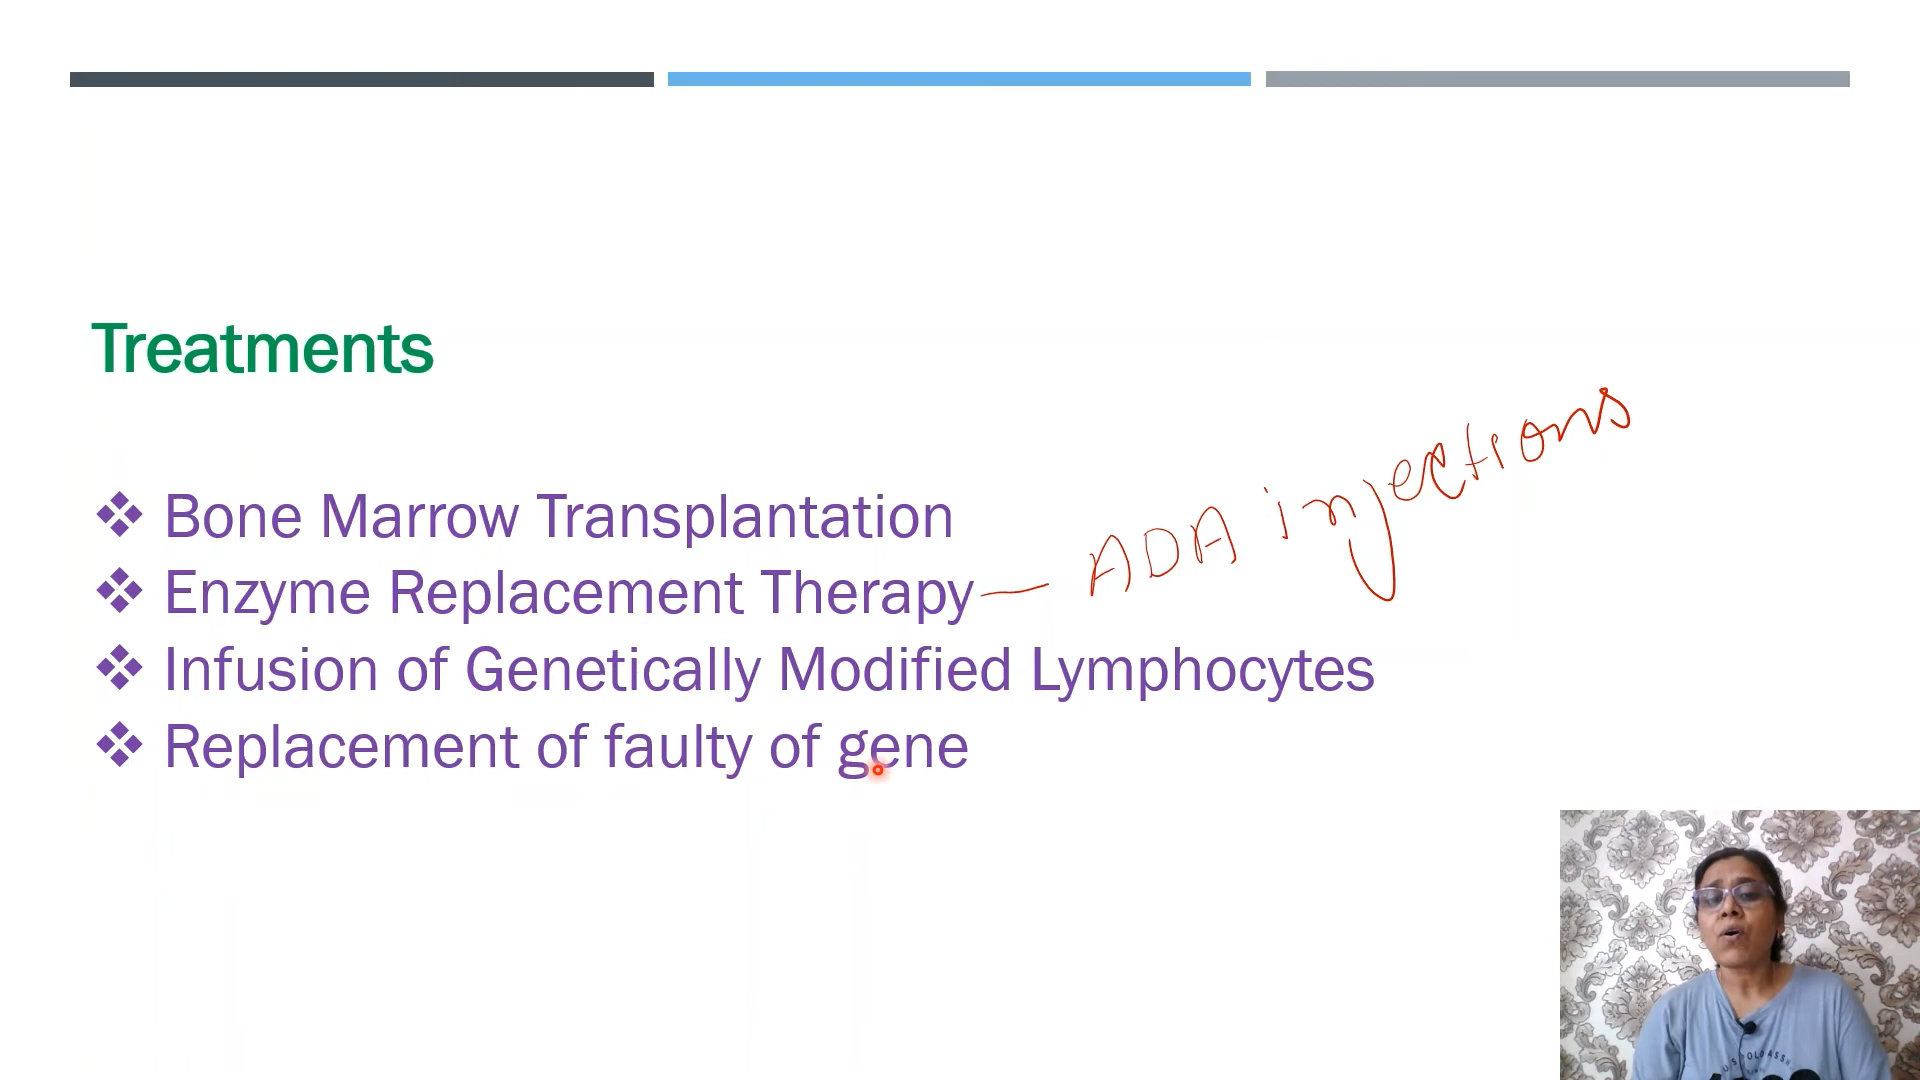 Treatments
Bone Marrow Transplantation
Enzyme Replacement Therapy — ADA injections
Infusion of Genetically Modified Lymphocytes
Replacement of faulty of gene